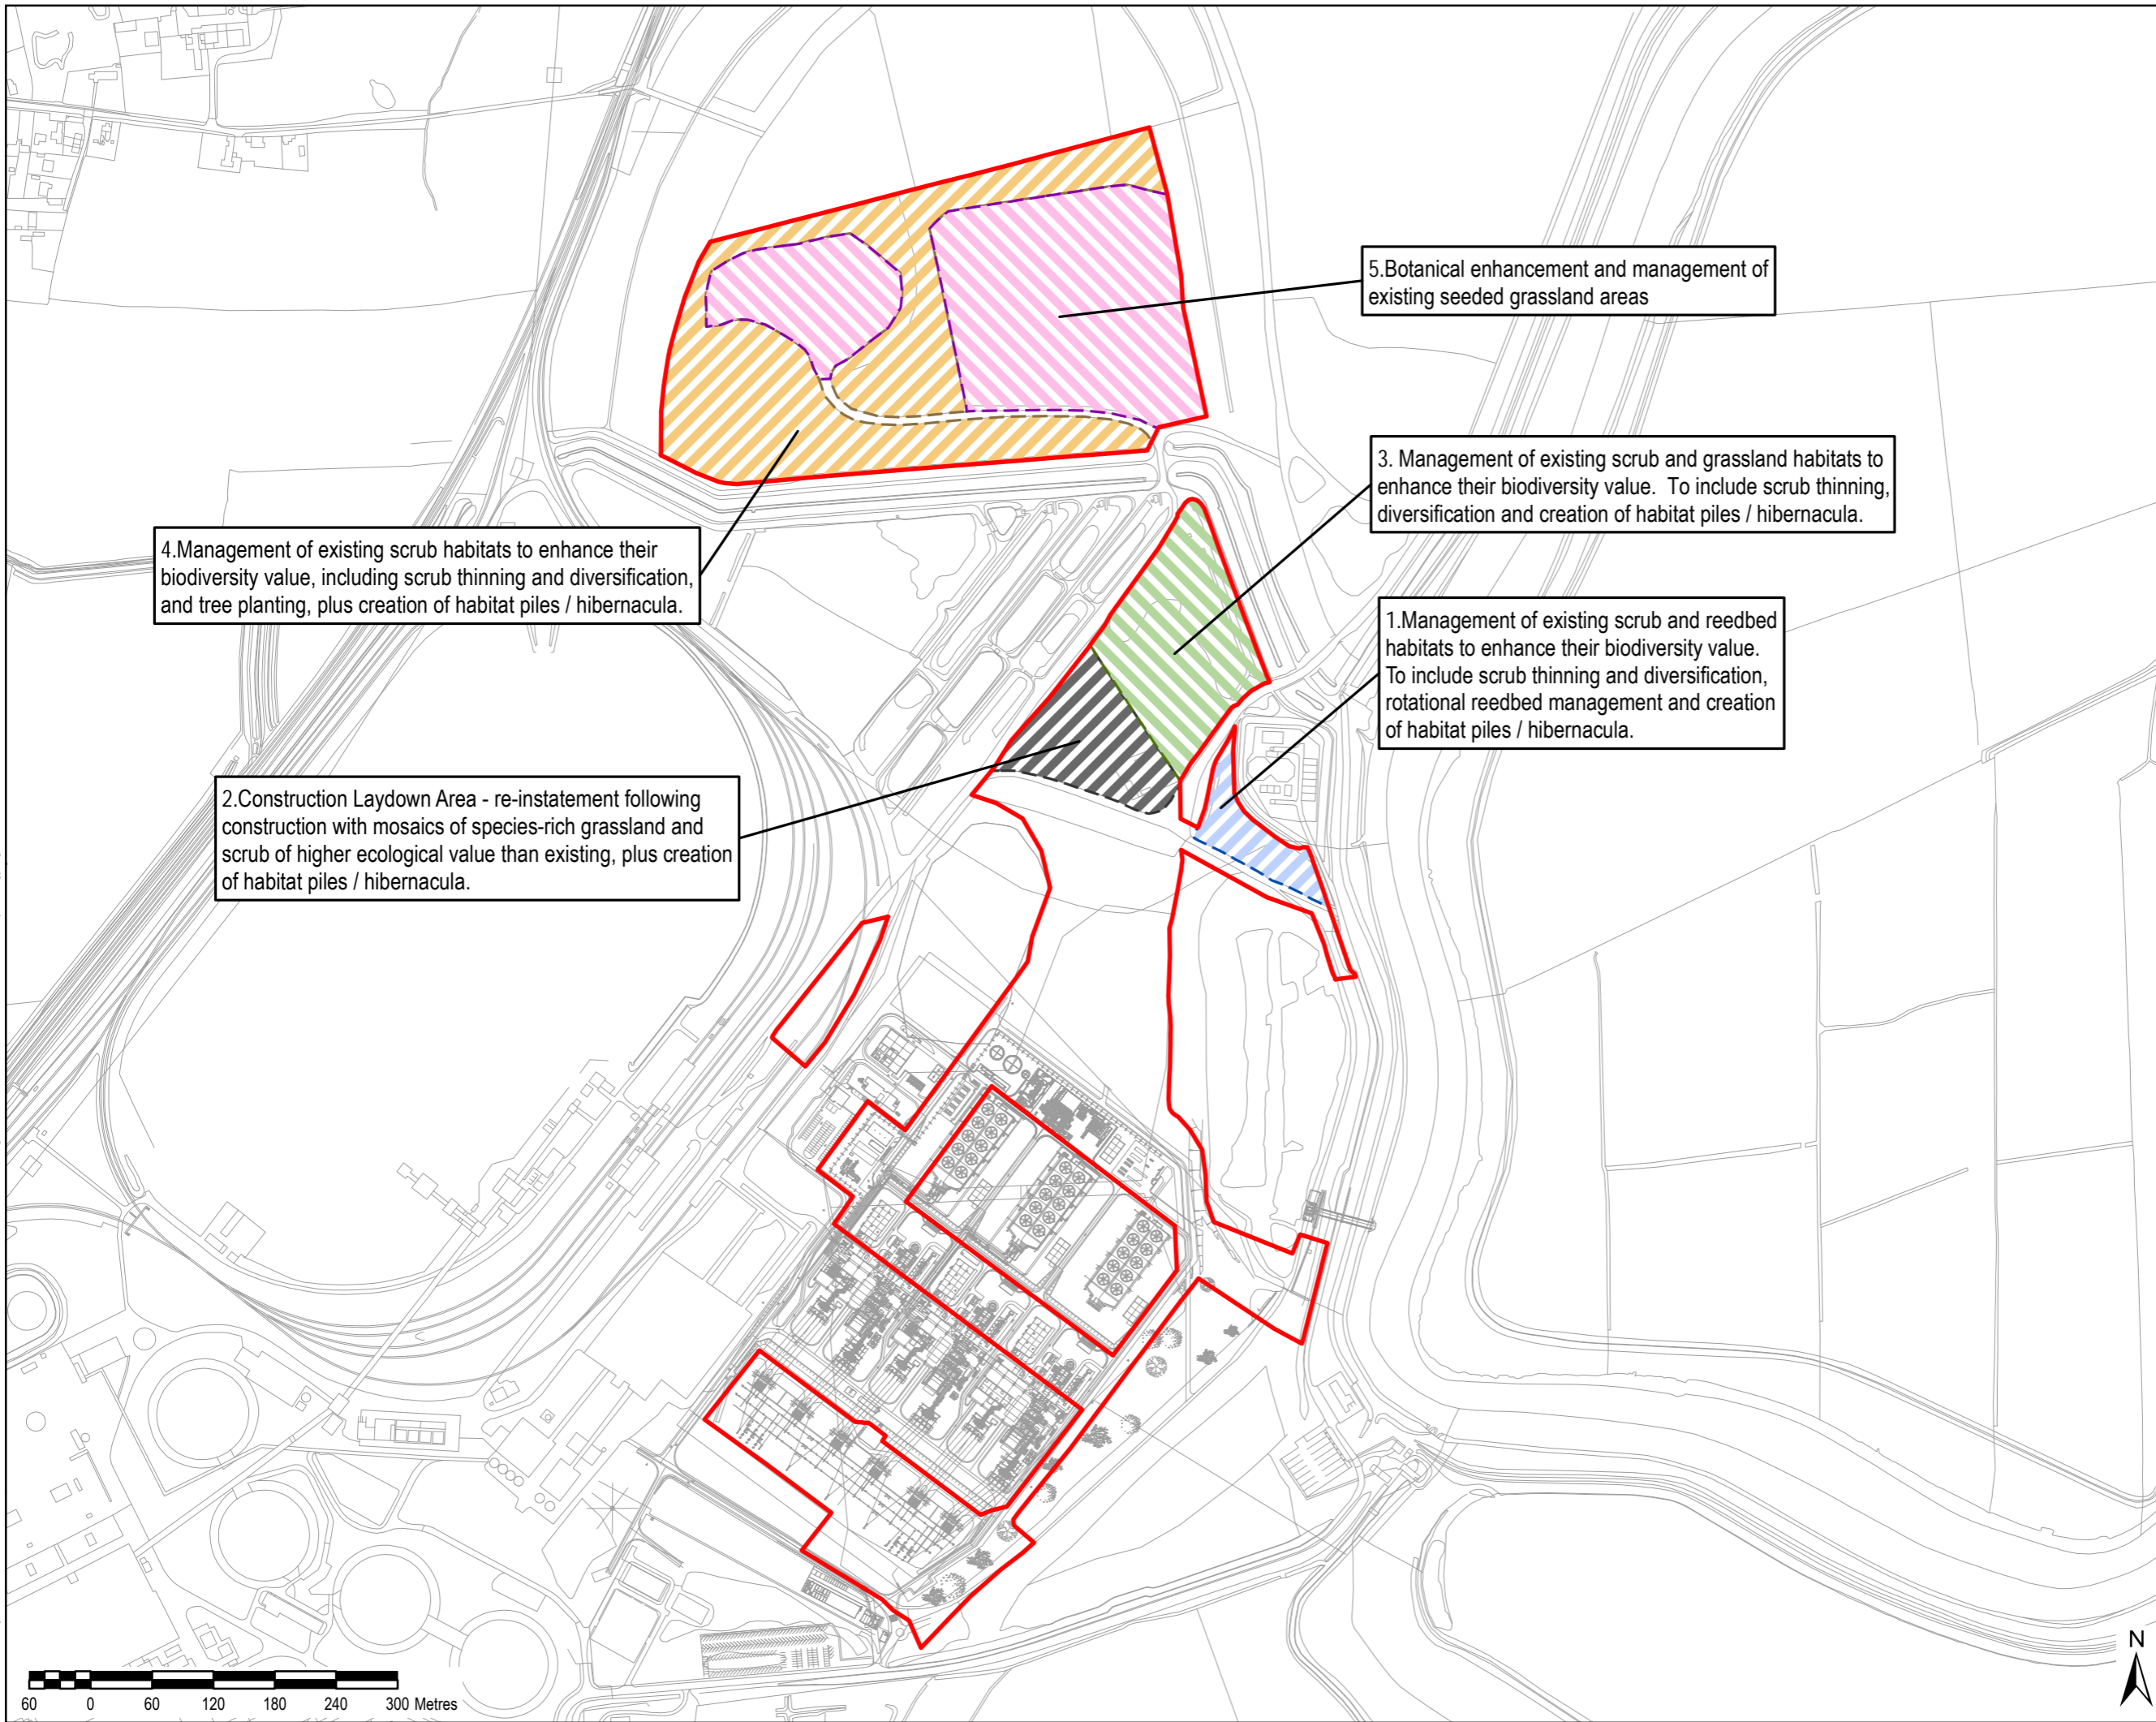 5.Botanical enhancement and management of
existing seeded grassland areas
3. Management of existing scrub and grassland habitats to
enhance their biodiversity value. To include scrub thinning,
diversification and creation of habitat piles / hibernacula.
4.Management of existing scrub habitats to enhance their
biodiversity value, including scrub thinning and diversification,
and tree planting, plus creation of habitat piles / hibernacula.
1.Management of existing scrub and reedbed
habitats to enhance their biodiversity value.
To include scrub thinning and diversification,
rotational reedbed management and creation
of habitat piles / hibernacula.
2.Construction Laydown Area - re-instatement following
construction with mosaics of species-rich grassland and
scrub of higher ecological value than existing, plus creation
of habitat piles / hibernacula.
N
60 0 60 120 180 240 300 Metres